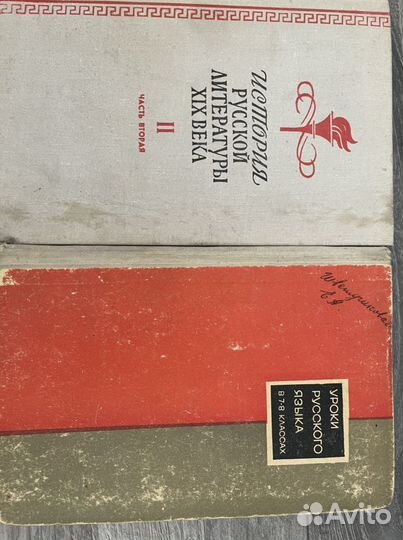 ИСТОРИЯ
РУССКОЙ
ЛИТЕРАТУРЫ
XIX ВЕКА
II
ЧАСТЬ ВТОРАЯ
УРОКИ
РУССКОГО
ЯЗЫКА
В 7-8 КЛАССАХ
Avito